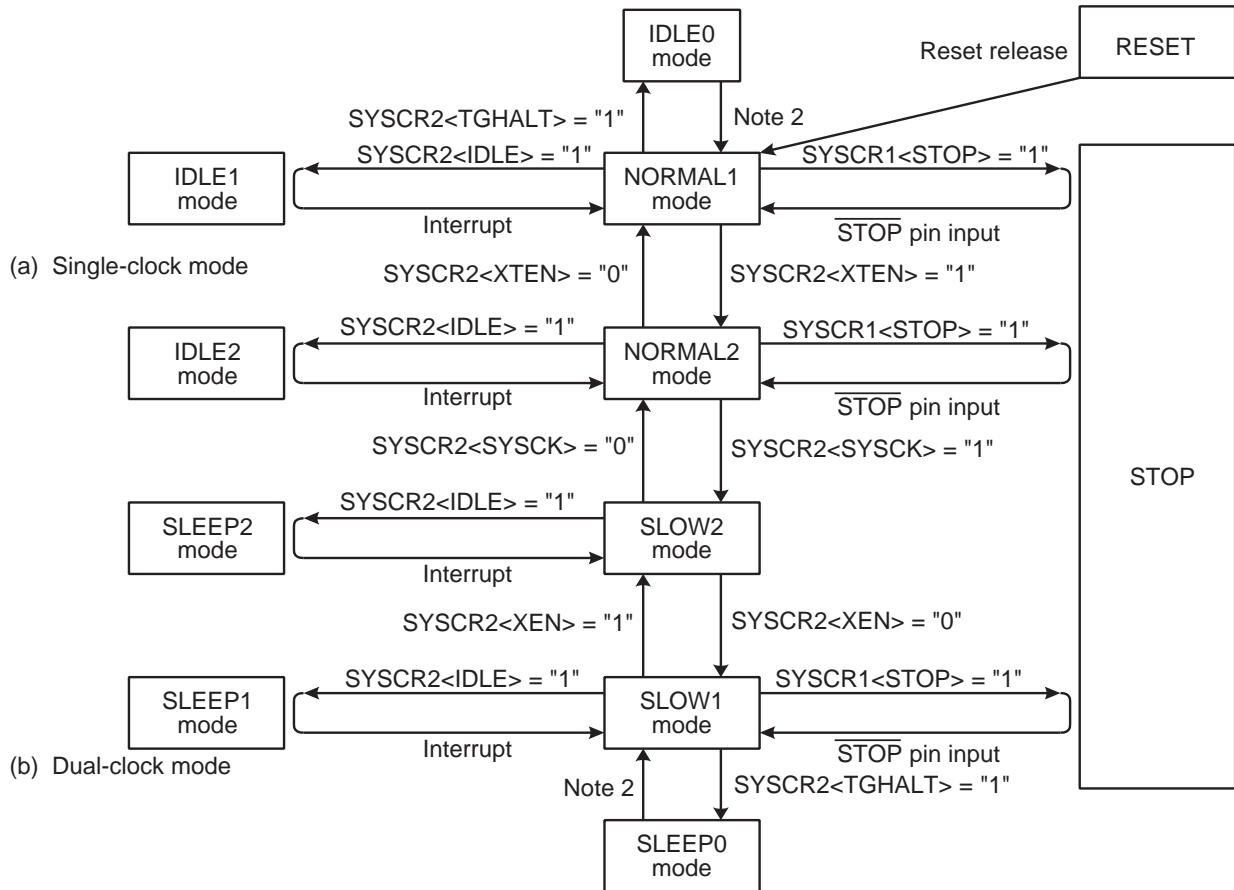 IDLE0
mode
Reset release
RESET
SYSCR2<TGHALT> = "1"
Note 2
SYSCR2<IDLE> = "1"
SYSCR1<STOP> = "1"
IDLE1
mode
NORMAL1
mode
Interrupt
STOP pin input
(a) Single-clock mode
SYSCR2<XTEN> = "0"
SYSCR2<XTEN> = "1"
SYSCR2<IDLE> = "1"
SYSCR1<STOP> = "1"
IDLE2
mode
NORMAL2
mode
Interrupt
STOP pin input
SYSCR2<SYSCK> = "0"
SYSCR2<SYSCK> = "1"
STOP
SYSCR2<IDLE> = "1"
SLEEP2
mode
SLOW2
mode
Interrupt
SYSCR2<XEN> = "1"
SYSCR2<XEN> = "0"
SYSCR2<IDLE> = "1"
SYSCR1<STOP> = "1"
SLEEP1
mode
SLOW1
mode
Interrupt
STOP pin input
(b) Dual-clock mode
Note 2
SYSCR2<TGHALT> = "1"
SLEEP0
mode